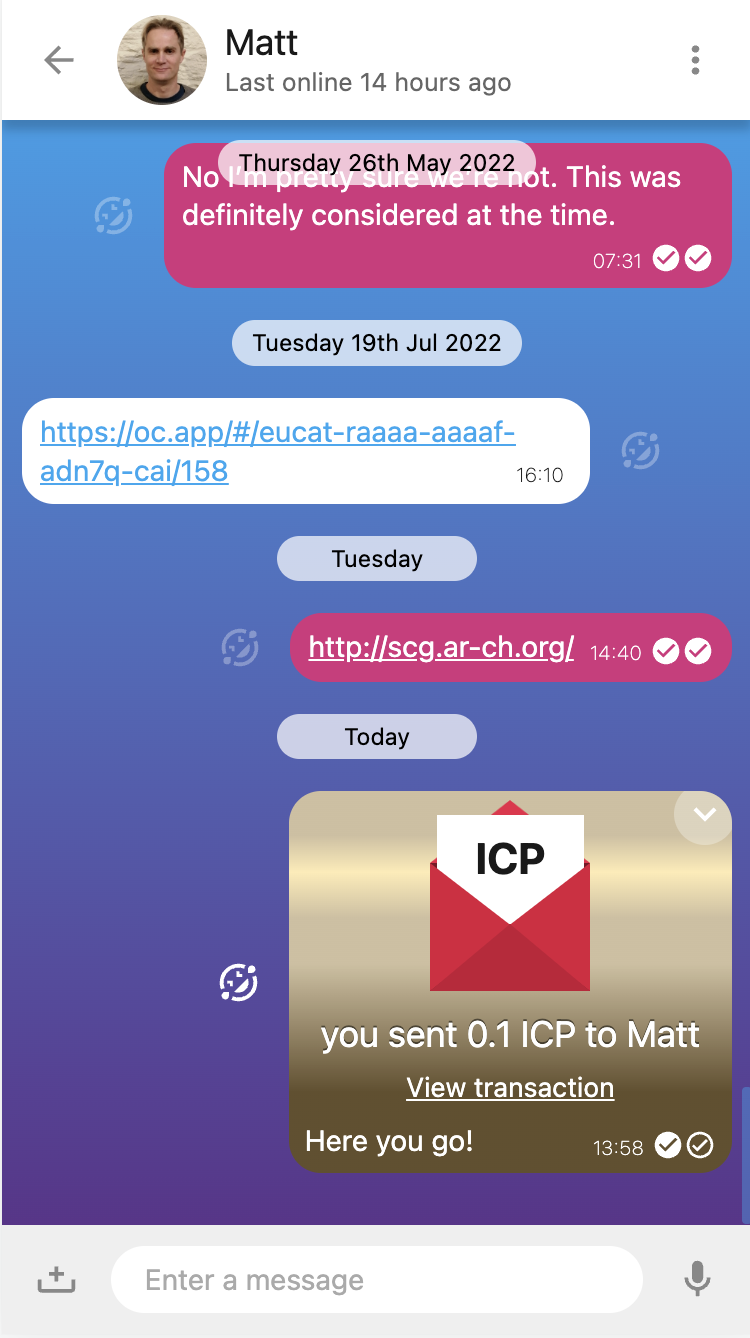 Matt
Last online 14 hours ago
Thursday 26th May 2022
No I'm pretty sure we're not. This was
definitely considered at the time.
07:31
Tuesday 19th Jul 2022
https://oc.app/#/eucat-raaaa-aaaaf-
adn7q-cai/158
16:10
Tuesday
http://scg.ar-ch.org/ 14:40
Today
ICP
you sent 0.1 ICP to Matt
View transaction
Here you go!
13:58
Enter a message